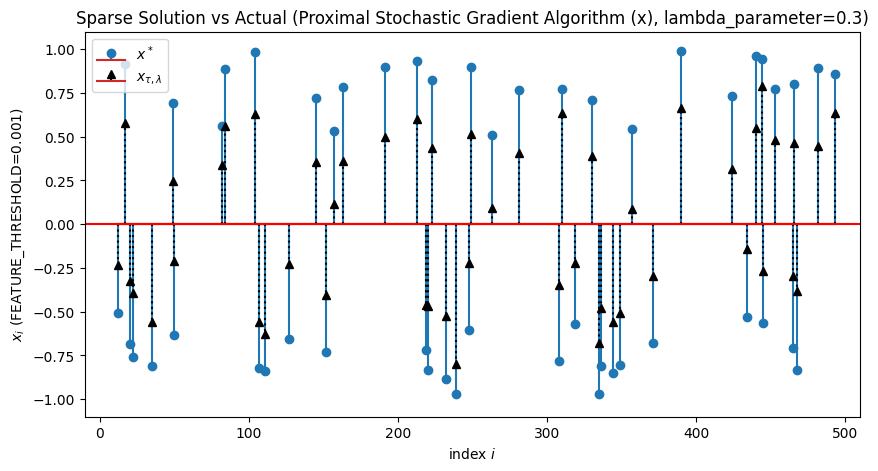 Sparse Solution vs Actual (Proximal Stochastic Gradient Algorithm (x), lambda_parameter=0.3)
x*
x_{τ,λ}
1.00
0.75
0.50
0.25
0.00
−0.25
−0.50
−0.75
−1.00
x_i (FEATURE_THRESHOLD=0.001)
0 100 200 300 400 500
index i